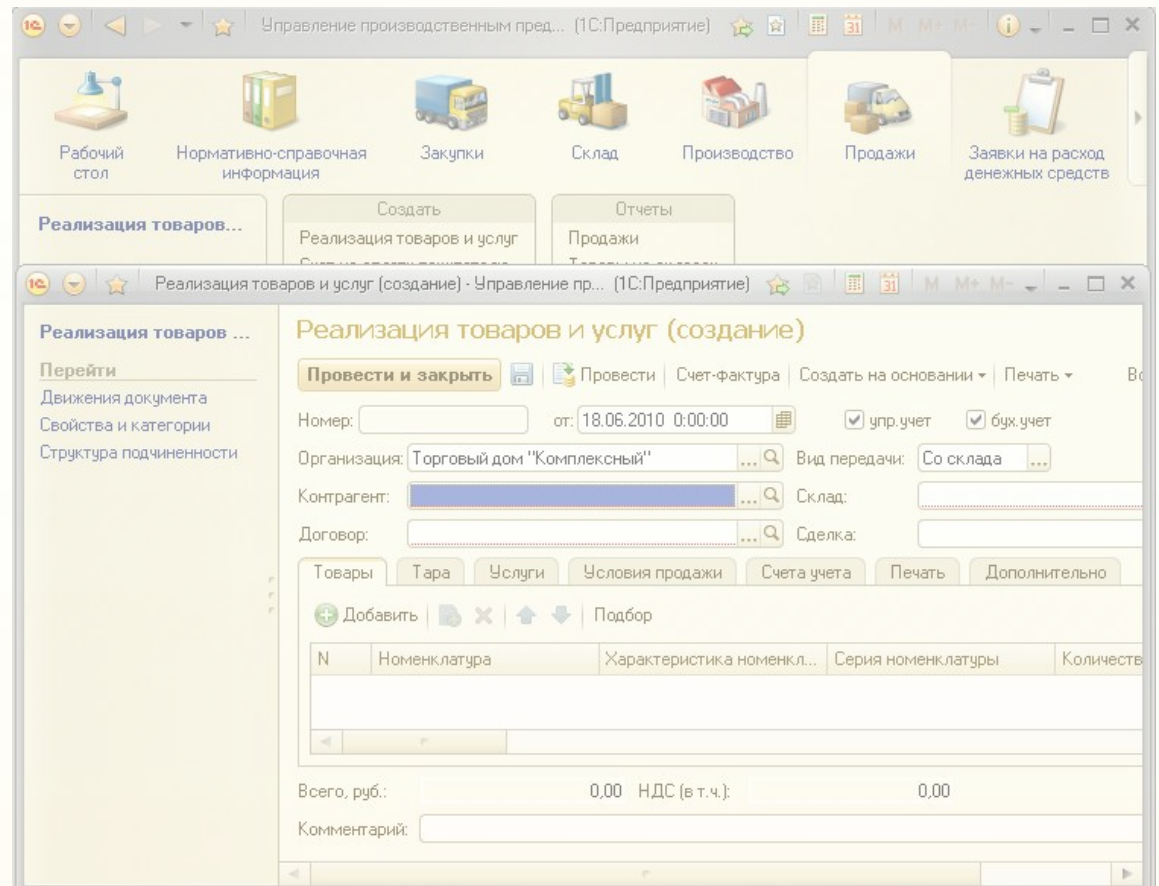 Управление производственным пред... (1С:Предприятие) 31 M M+ M-
Рабочий стол
Нормативно-справочная информация
Закупки
Склад
Производство
Продажи
Заявки на расход денежных средств
Реализация товаров...
Создать
Реализация товаров и услуг
Отчеты
Продажи
Реализация товаров и услуг (создание) - Управление пр... (1С:Предприятие) 31 M M+ M-
Реализация товаров ...
Перейти
Движения документа
Свойства и категории
Структура подчиненности
Реализация товаров и услуг (создание)
Провести и закрыть Провести Счет-фактура Создать на основании Печать Вс
Номер: от: 18.06.2010 0:00:00 упр.учет бух.учет
Организация: Торговый дом "Комплексный" ... Вид передачи: Со склада ...
Контрагент: ... Склад:
Договор: ... Сделка:
Товары Тара Услуги Условия продажи Счета учета Печать Дополнительно
Добавить Подбор
N Номенклатура Характеристика номенкл... Серия номенклатуры Количеств
Всего, руб.: 0,00 НДС (в т.ч.): 0,00
Комментарий: